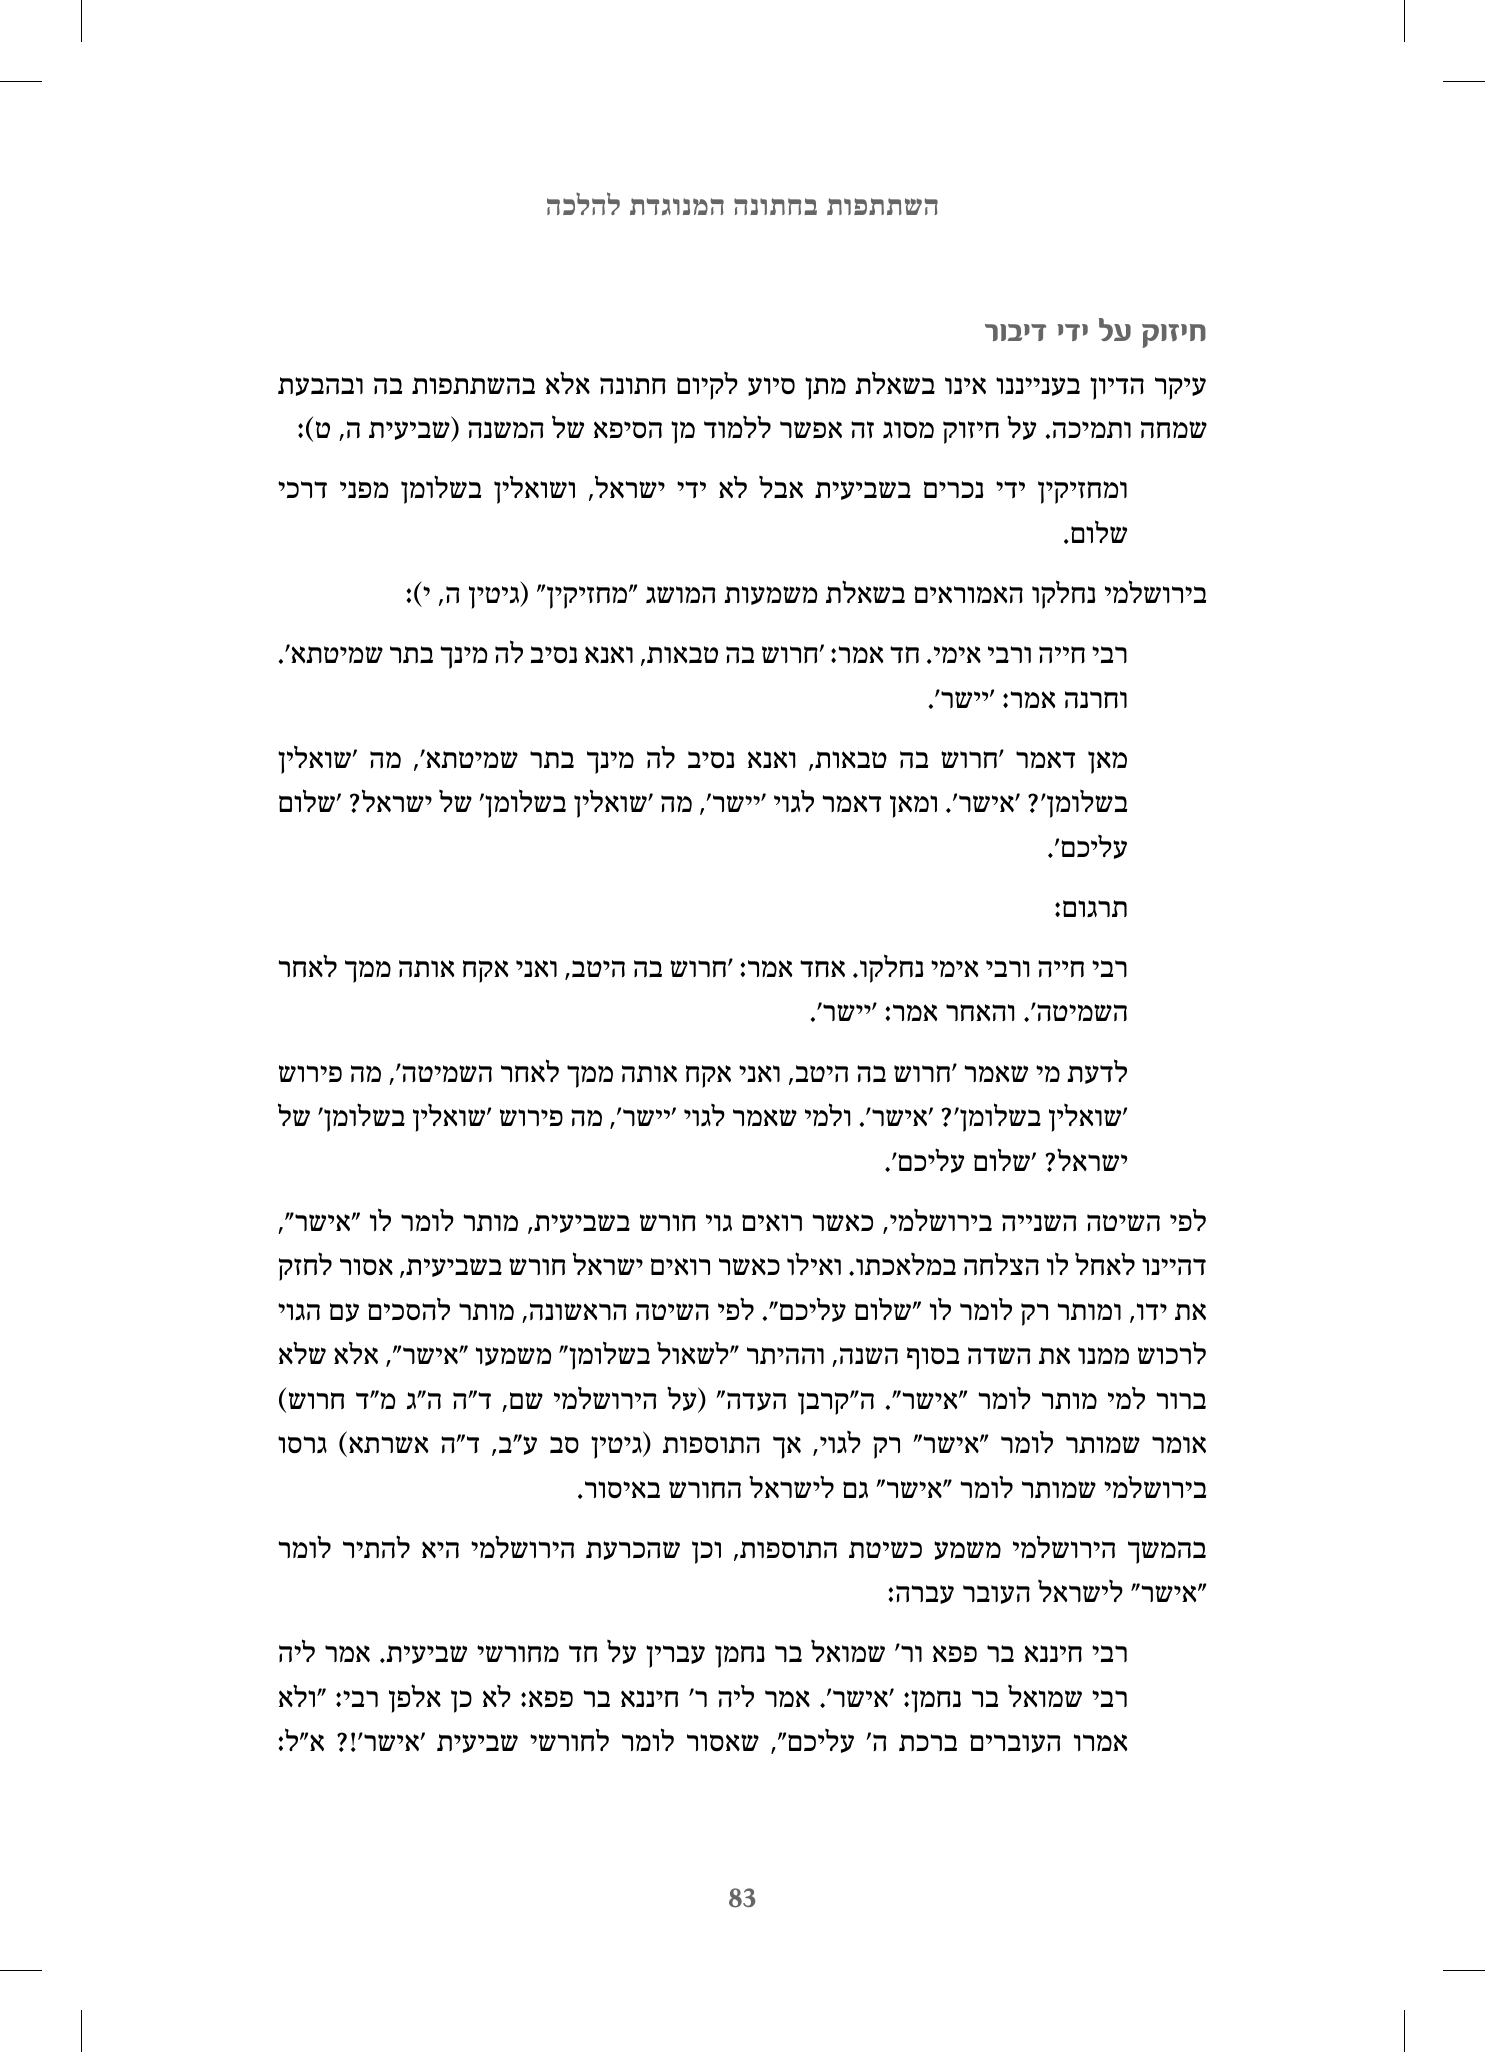 השתתפות בחתונה המנוגדת להלכה
חיזוק על ידי דיבור
עיקר הדיון בענייננו אינו בשאלת מתן סיוע לקיום חתונה אלא בהשתתפות בה ובהבעת
שמחה ותמיכה. על חיזוק מסוג זה אפשר ללמוד מן הסיפא של המשנה (שביעית ה, ט):
ומחזיקין ידי נכרים בשביעית אבל לא ידי ישראל, ושואלין בשלומן מפני דרכי
שלום.
בירושלמי נחלקו האמוראים בשאלת משמעות המושג "מחזיקין" (גיטין ה, י):
רבי חייה ורבי אימי. חד אמר: 'חרוש בה טבאות, ואנא נסיב לה מינך בתר שמיטתא'.
וחרנה אמר: 'יישר'.
מאן דאמר 'חרוש בה טבאות, ואנא נסיב לה מינך בתר שמיטתא', מה 'שואלין
בשלומן'? 'אישר'. ומאן דאמר לגוי 'יישר', מה 'שואלין בשלומן' של ישראל? 'שלום
עליכם'.
תרגום:
רבי חייה ורבי אימי נחלקו. אחד אמר: 'חרוש בה היטב, ואני אקח אותה ממך לאחר
השמיטה'. והאחר אמר: 'יישר'.
לדעת מי שאמר 'חרוש בה היטב, ואני אקח אותה ממך לאחר השמיטה', מה פירוש
'שואלין בשלומן'? 'אישר'. ולמי שאמר לגוי 'יישר', מה פירוש 'שואלין בשלומן' של
ישראל? 'שלום עליכם'.
לפי השיטה השנייה בירושלמי, כאשר רואים גוי חורש בשביעית, מותר לומר לו "אישר",
דהיינו לאחל לו הצלחה במלאכתו. ואילו כאשר רואים ישראל חורש בשביעית, אסור לחזק
את ידו, ומותר רק לומר לו "שלום עליכם". לפי השיטה הראשונה, מותר להסכים עם הגוי
לרכוש ממנו את השדה בסוף השנה, וההיתר "לשאול בשלומן" משמעו "אישר", אלא שלא
ברור למי מותר לומר "אישר". ה"קרבן העדה" (על הירושלמי שם, ד"ה ה"ג מ"ד חרוש)
אומר שמותר לומר "אישר" רק לגוי, אך התוספות (גיטין סב ע"ב, ד"ה אשרתא) גרסו
בירושלמי שמותר לומר "אישר" גם לישראל החורש באיסור.
בהמשך הירושלמי משמע כשיטת התוספות, וכן שהכרעת הירושלמי היא להתיר לומר
"אישר" לישראל העובר עברה:
רבי חיננא בר פפא ור' שמואל בר נחמן עברין על חד מחורשי שביעית. אמר ליה
רבי שמואל בר נחמן: 'אישר'. אמר ליה ר' חיננא בר פפא: לא כן אלפן רבי: "ולא
אמרו העוברים ברכת ה' עליכם", שאסור לומר לחורשי שביעית 'אישר'!? א"ל:
83